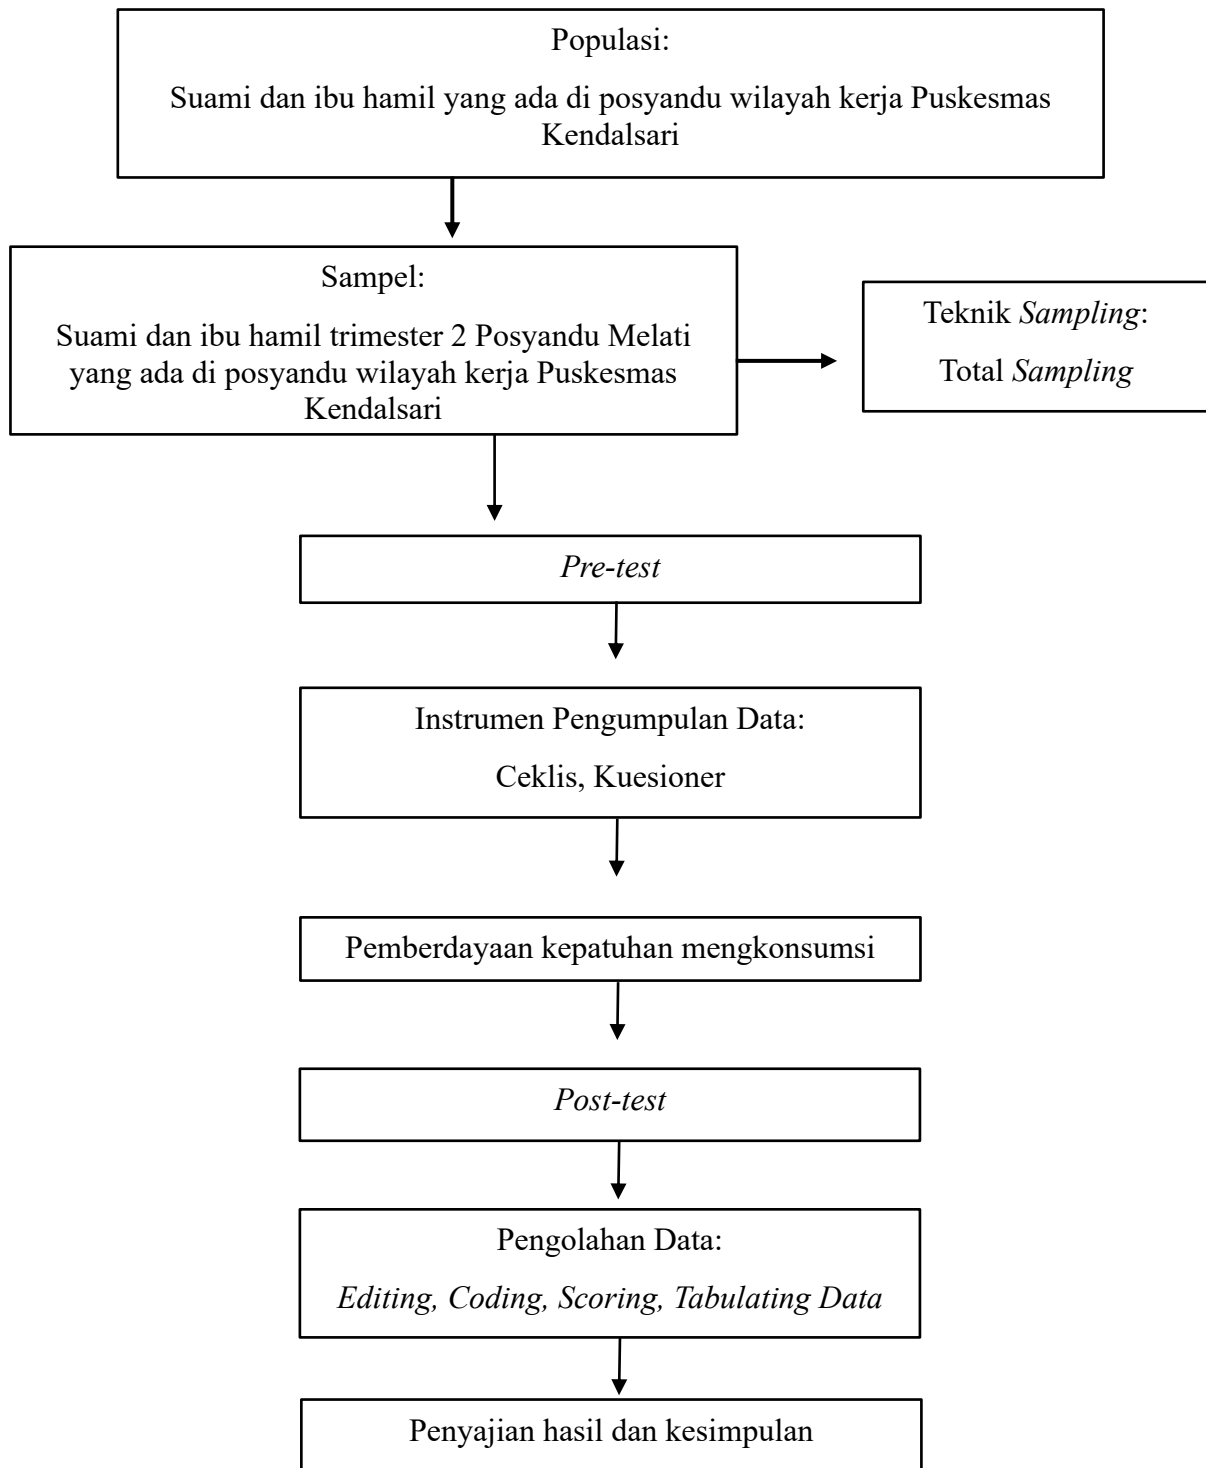 Populasi:
Suami dan ibu hamil yang ada di posyandu wilayah kerja Puskesmas
Kendalsari
Sampel:
Suami dan ibu hamil trimester 2 Posyandu Melati
yang ada di posyandu wilayah kerja Puskesmas
Kendalsari
Teknik Sampling:
Total Sampling
Pre-test
Instrumen Pengumpulan Data:
Ceklis, Kuesioner
Pemberdayaan kepatuhan mengkonsumsi
Post-test
Pengolahan Data:
Editing, Coding, Scoring, Tabulating Data
Penyajian hasil dan kesimpulan